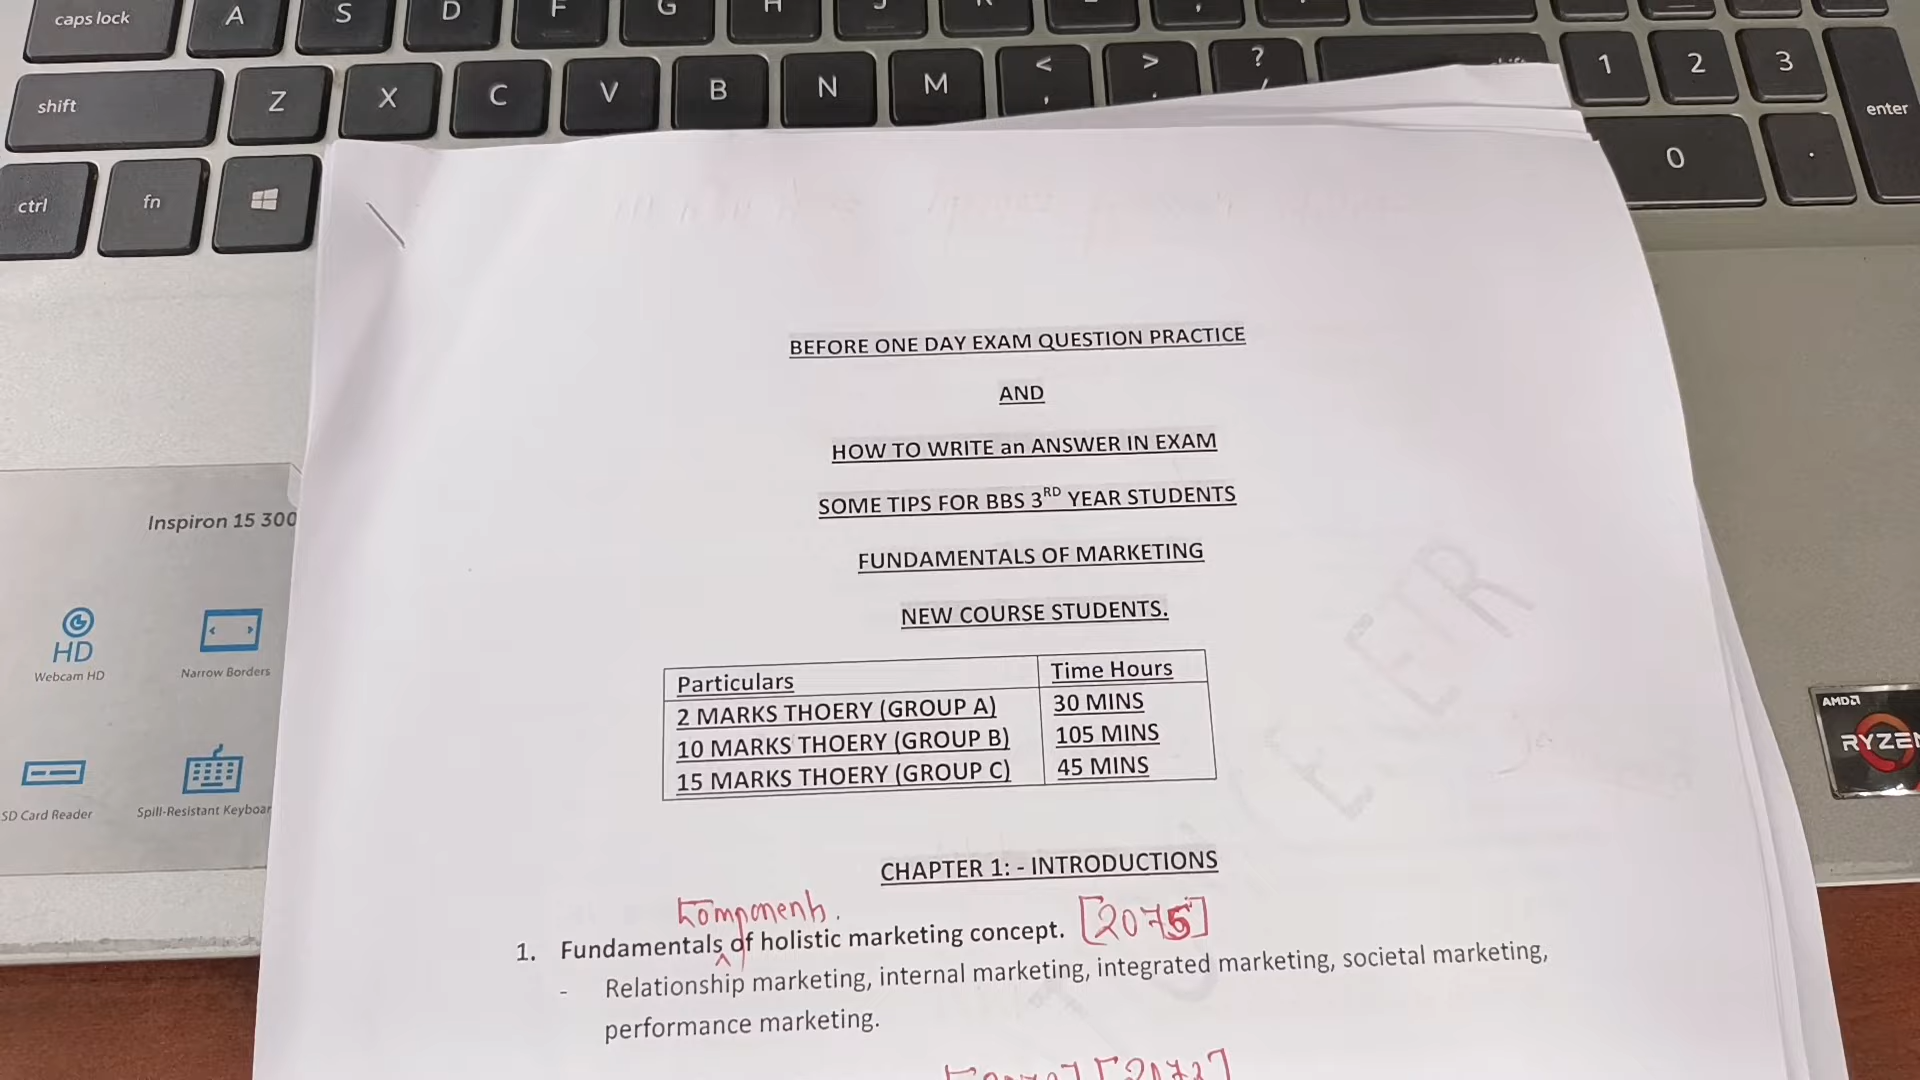 caps lock
A
S
D
F
G
H
J
K
shift
Z
X
C
V
B
N
M
<
,
>
.
?
/
1
2
3
enter
ctrl
fn
0
.
BEFORE ONE DAY EXAM QUESTION PRACTICE
AND
HOW TO WRITE an ANSWER IN EXAM
SOME TIPS FOR BBS 3RD YEAR STUDENTS
FUNDAMENTALS OF MARKETING
NEW COURSE STUDENTS.
Inspiron 15 300
HD
Webcam HD
Narrow Borders
SD Card Reader
Spill-Resistant Keyboar
AMD
RYZEN
Particulars Time Hours
2 MARKS THOERY (GROUP A) 30 MINS
10 MARKS THOERY (GROUP B) 105 MINS
15 MARKS THOERY (GROUP C) 45 MINS
CHAPTER 1: - INTRODUCTIONS
Components.
1. Fundamentals of holistic marketing concept. [2075]
- Relationship marketing, internal marketing, integrated marketing, societal marketing,
performance marketing.